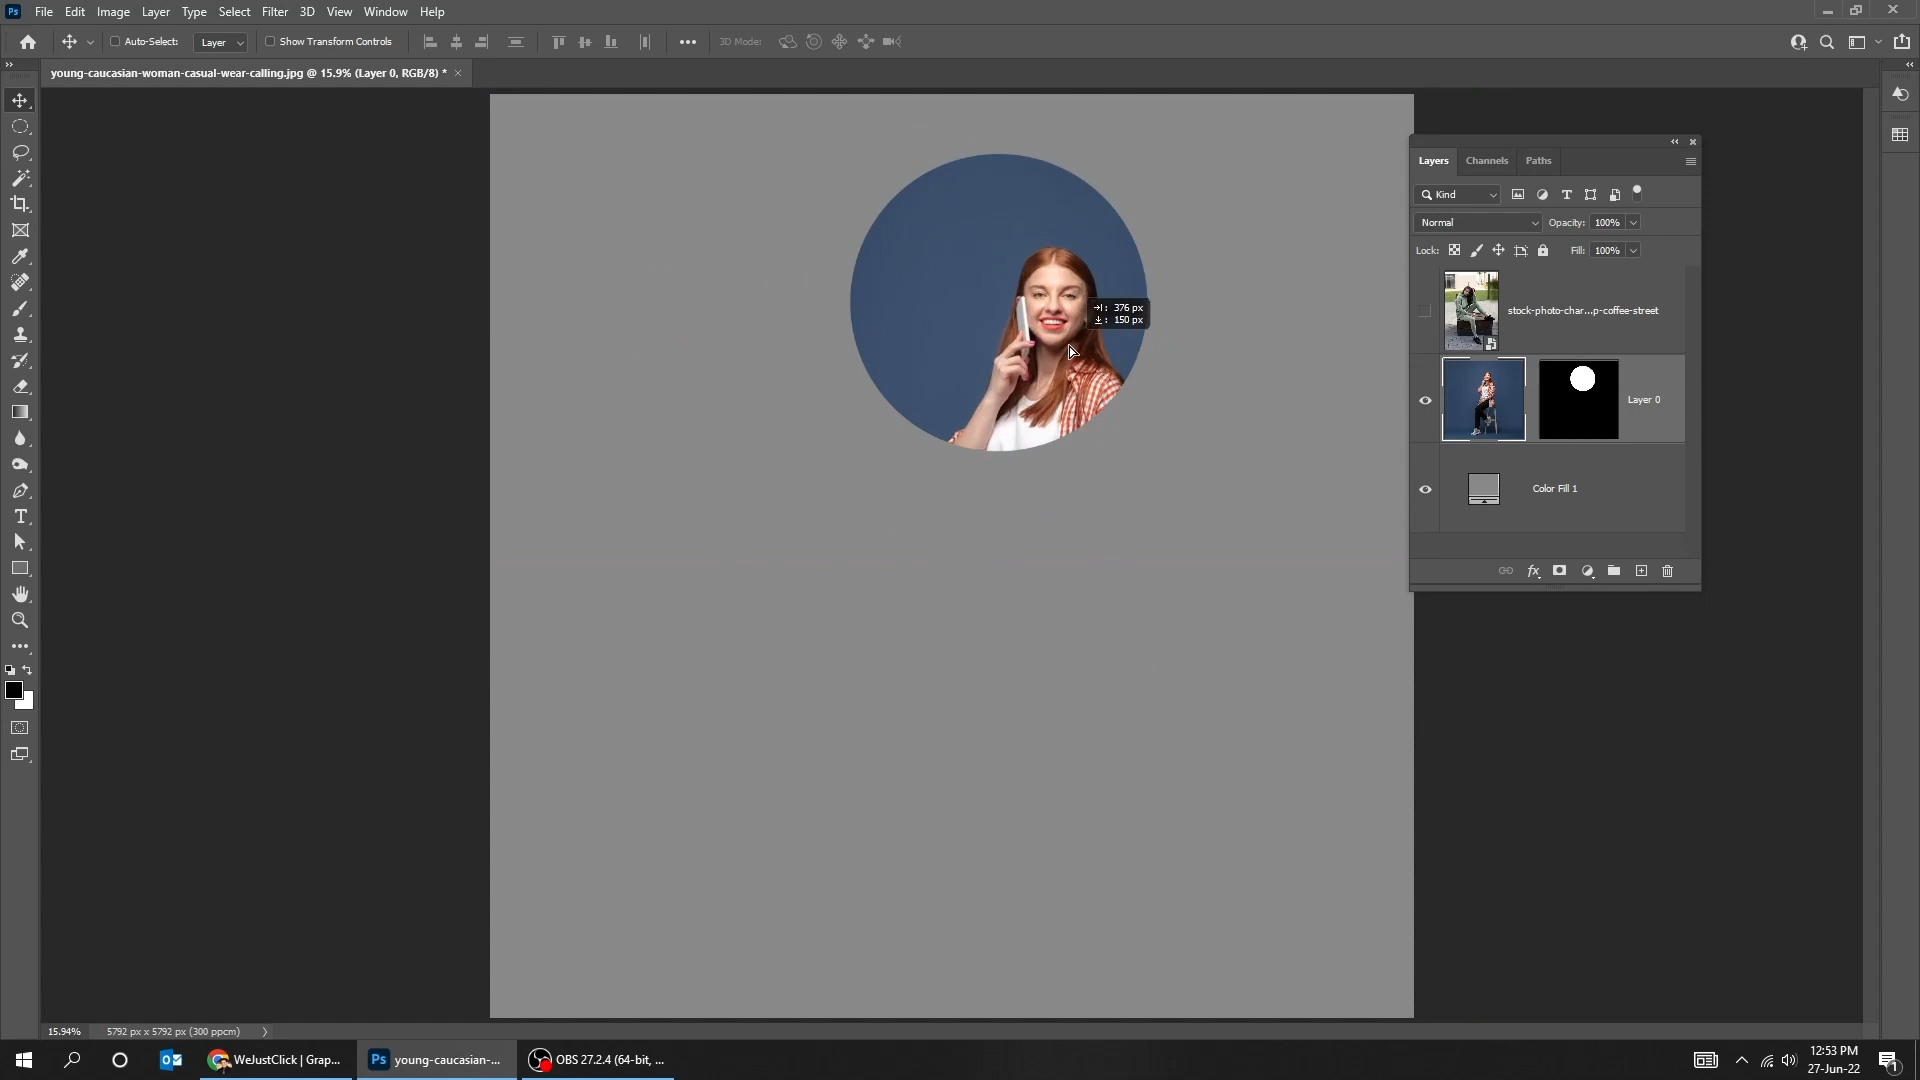 Ps File Edit Image Layer Type Select Filter 3D View Window Help
Auto-Select: Layer Show Transform Controls 3D Mode:
young-caucasian-woman-casual-wear-calling.jpg @ 15.9% (Layer 0, RGB/8) *
Layers Channels Paths
Kind
Normal Opacity: 100%
Lock: Fill: 100%
376 px
150 px
stock-photo-char...p-coffee-street
Layer 0
Color Fill 1
fx
15.94% 5792 px x 5792 px (300 ppcm)
WeJustClick | Grap... Ps young-caucasian-... OBS 27.2.4 (64-bit, ...
12:53 PM
27-Jun-22
1